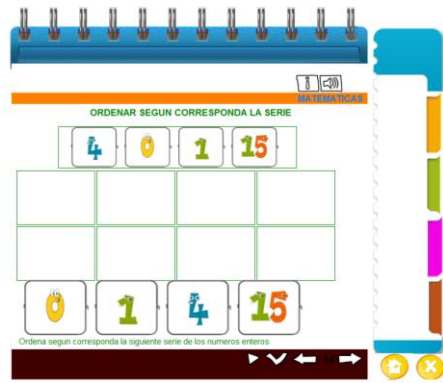 MATEMATICAS
ORDENAR SEGUN CORRESPONDA LA SERIE
4 0 1 15
0 1 4 15
Ordena segun corresponda la siguiente serie de los numeros enteros